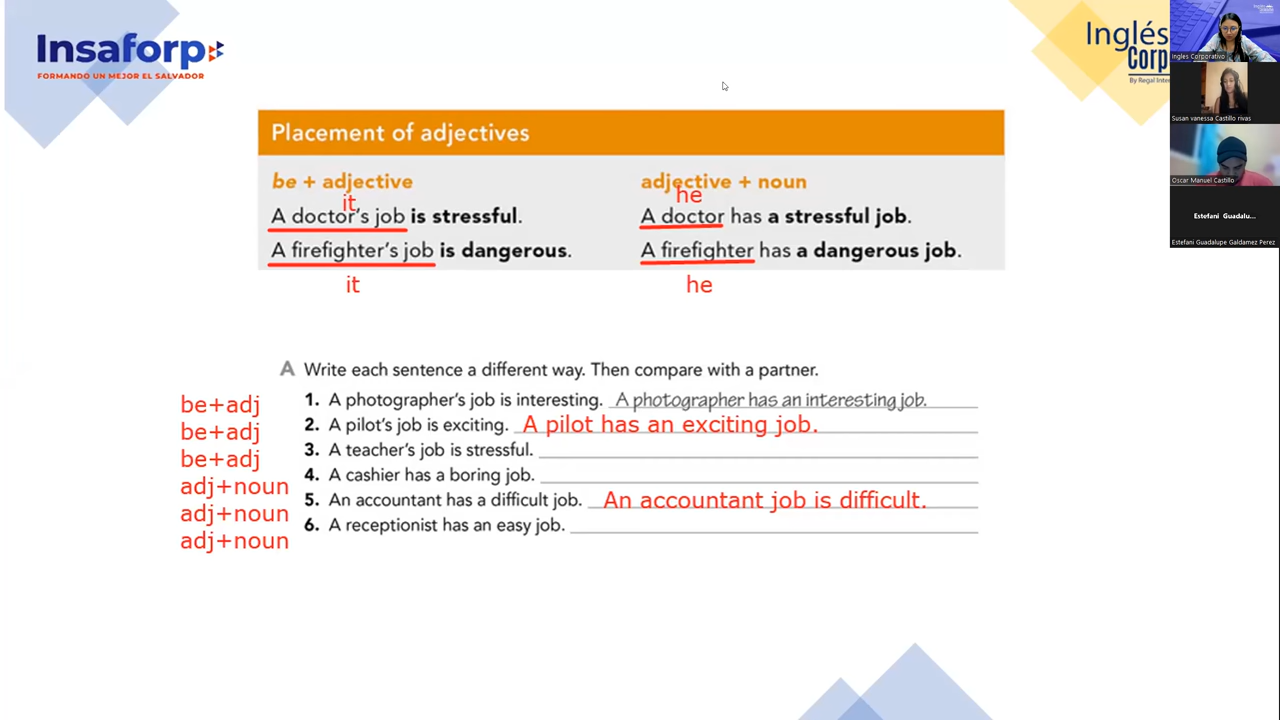 Insaforp
FORMANDO UN MEJOR EL SALVADOR
Inglés
Corp
By Regal Inter
Ingles Corporativo
Susan vanessa Castillo rivas
Oscar Manuel Castillo
Estefani Guadalu...
Estefani Guadalupe Galdamez Perez
Placement of adjectives
be + adjective
adjective + noun
it
he
A doctor's job is stressful.
A doctor has a stressful job.
A firefighter's job is dangerous.
A firefighter has a dangerous job.
it
he
A Write each sentence a different way. Then compare with a partner.
be+adj 1. A photographer's job is interesting. A photographer has an interesting job.
be+adj 2. A pilot's job is exciting. A pilot has an exciting job.
be+adj 3. A teacher's job is stressful.
adj+noun 4. A cashier has a boring job.
adj+noun 5. An accountant has a difficult job. An accountant job is difficult.
adj+noun 6. A receptionist has an easy job.